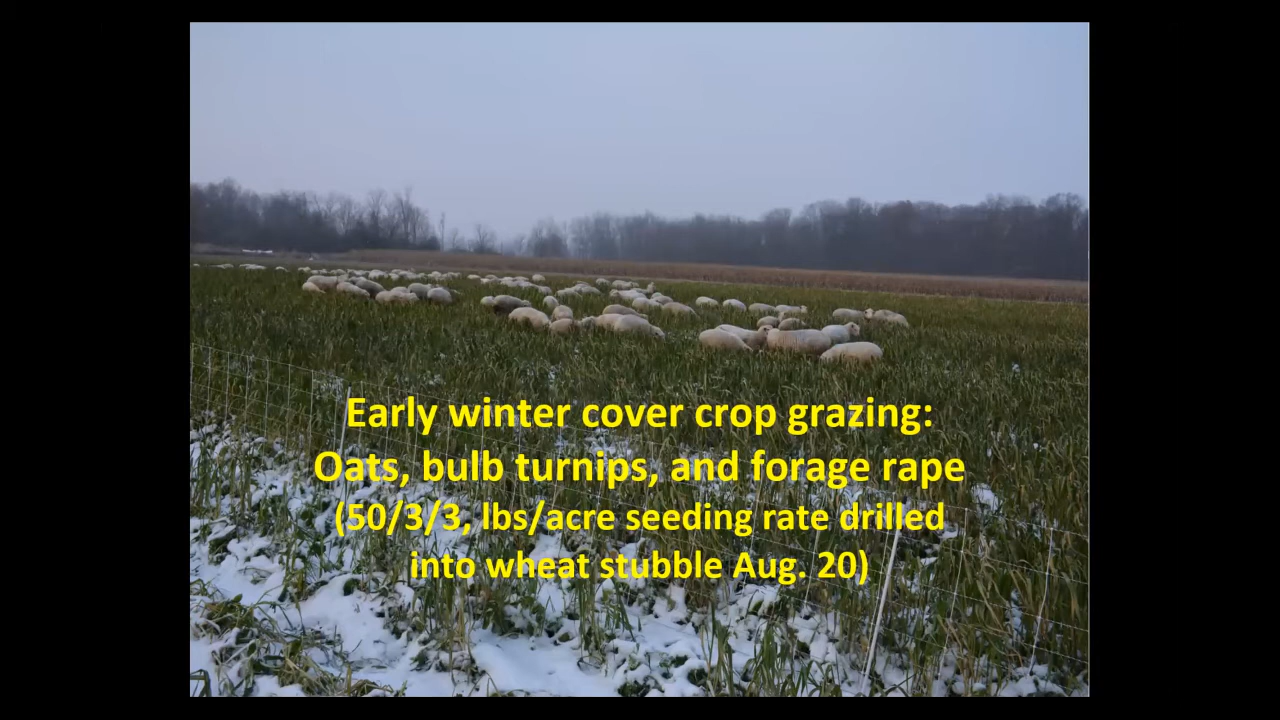 Early winter cover crop grazing:
Oats, bulb turnips, and forage rape
(50/3/3, lbs/acre seeding rate drilled
into wheat stubble Aug. 20)